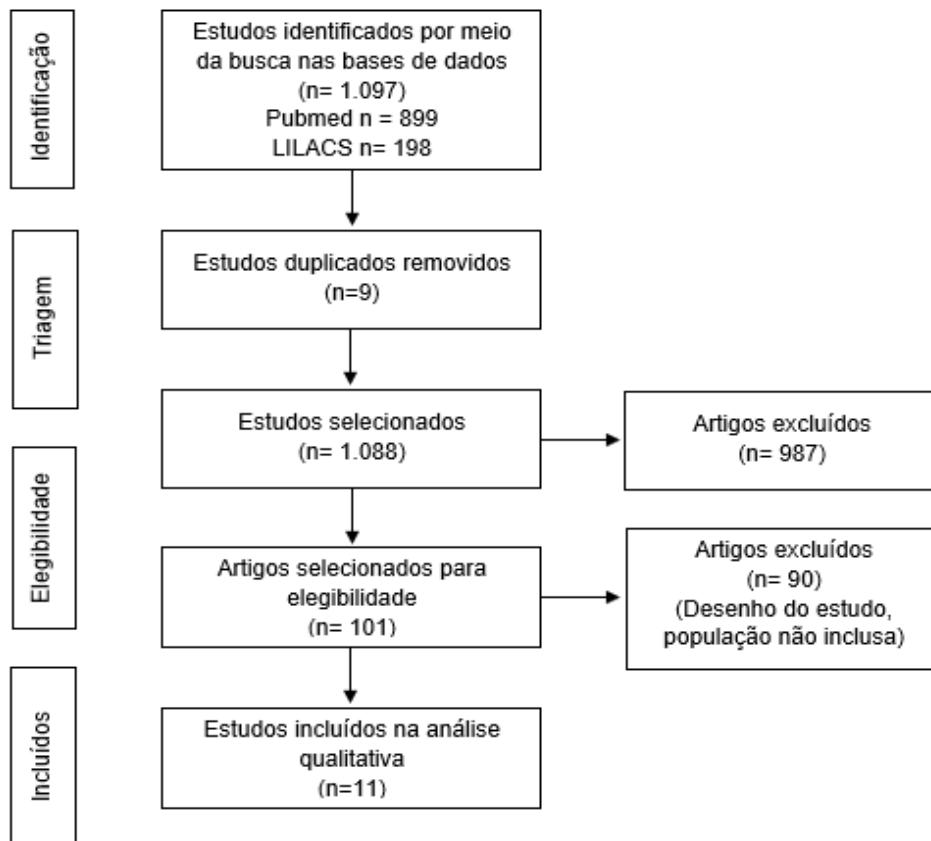 Identificação
Estudos identificados por meio
da busca nas bases de dados
(n= 1.097)
Pubmed n = 899
LILACS n= 198
Triagem
Estudos duplicados removidos
(n=9)
Estudos selecionados
(n= 1.088)
Artigos excluídos
(n= 987)
Elegibilidade
Artigos selecionados para
elegibilidade
(n= 101)
Artigos excluídos
(n= 90)
(Desenho do estudo,
população não inclusa)
Incluídos
Estudos incluídos na análise
qualitativa
(n=11)